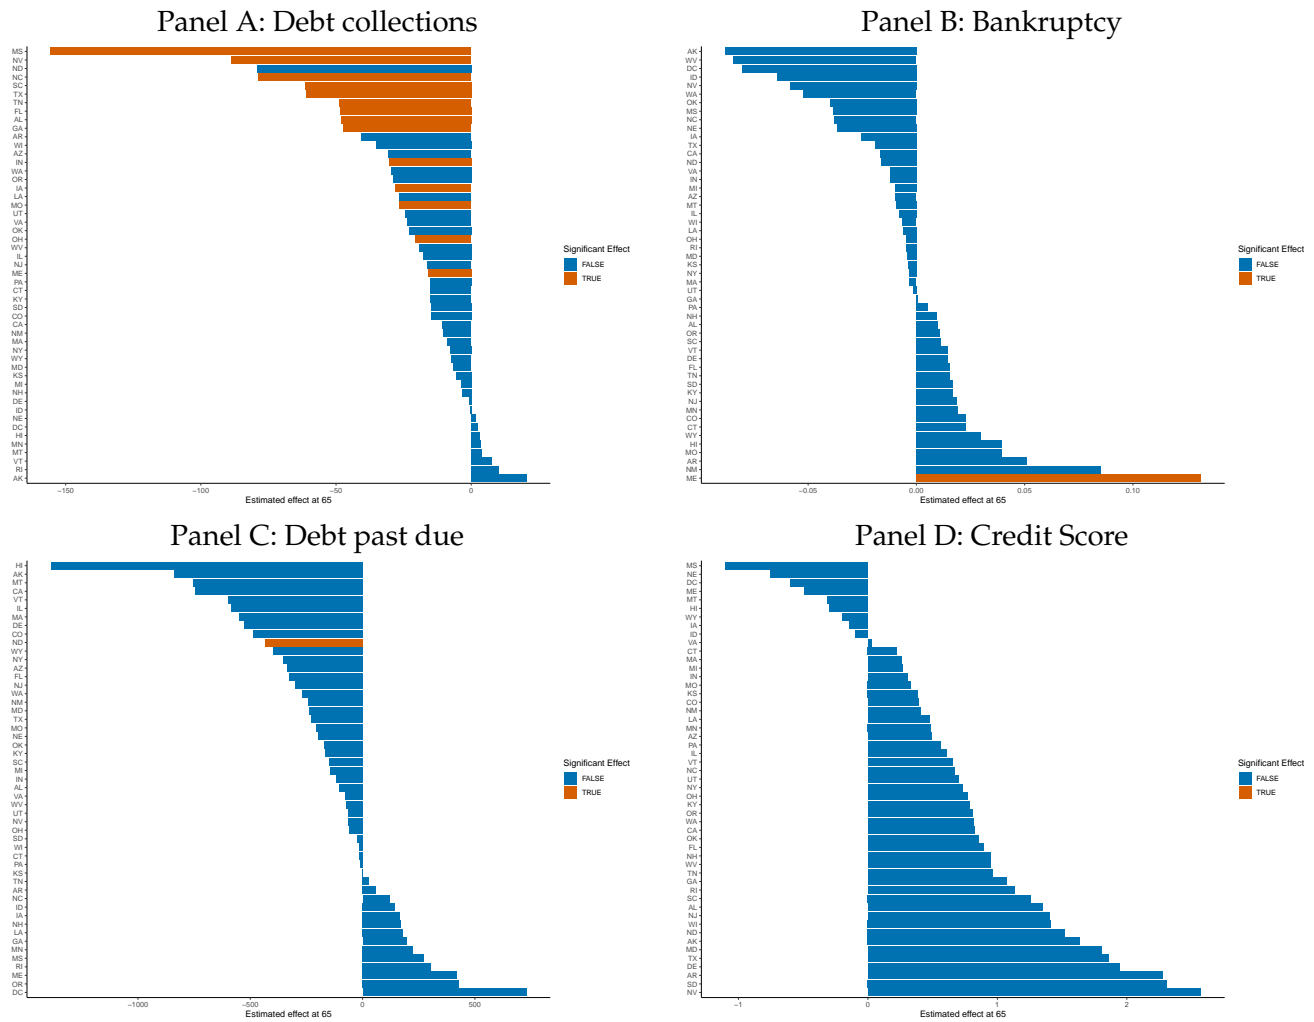 Panel A: Debt collections
MS
NV
ND
NC
SC
TX
TN
FL
AL
GA
AR
WI
AZ
IN
WA
OR
IA
LA
MO
UT
VA
OK
OH
WV
IL
NJ
ME
PA
CT
KY
SD
CO
CA
NM
MA
NY
WY
MD
KS
MI
NH
DE
ID
NE
DC
HI
MN
MT
VT
RI
AK
−150 −100 −50 0
Estimated effect at 65
Significant Effect
FALSE
TRUE
Panel B: Bankruptcy
AK
WV
DC
ID
NV
WA
OK
MS
NC
NE
IA
TX
CA
ND
VA
IN
MI
AZ
MT
IL
WI
LA
OH
RI
MD
KS
NY
MA
UT
GA
PA
NH
AL
OR
SC
VT
DE
FL
TN
SD
KY
NJ
MN
CO
CT
WY
HI
MO
AR
NM
ME
−0.05 0.00 0.05 0.10
Estimated effect at 65
Significant Effect
FALSE
TRUE
Panel C: Debt past due
HI
AK
MT
CA
VT
IL
MA
DE
CO
ND
WY
NY
AZ
FL
NJ
WA
NM
MD
TX
MO
NE
OK
KY
SC
MI
IN
AL
VA
WV
UT
NV
OH
SD
WI
CT
PA
KS
TN
AR
NC
ID
IA
NH
LA
GA
MN
MS
RI
ME
OR
DC
−1000 −500 0 500
Estimated effect at 65
Significant Effect
FALSE
TRUE
Panel D: Credit Score
MS
NE
DC
ME
MT
HI
WY
IA
ID
VA
CT
MA
MI
IN
MO
KS
CO
NM
LA
MN
AZ
PA
IL
VT
NC
UT
NY
OH
KY
OR
WA
CA
OK
FL
NH
WV
TN
GA
RI
SC
AL
NJ
WI
ND
AK
MD
TX
DE
AR
SD
NV
−1 0 1 2
Estimated effect at 65
Significant Effect
FALSE
TRUE